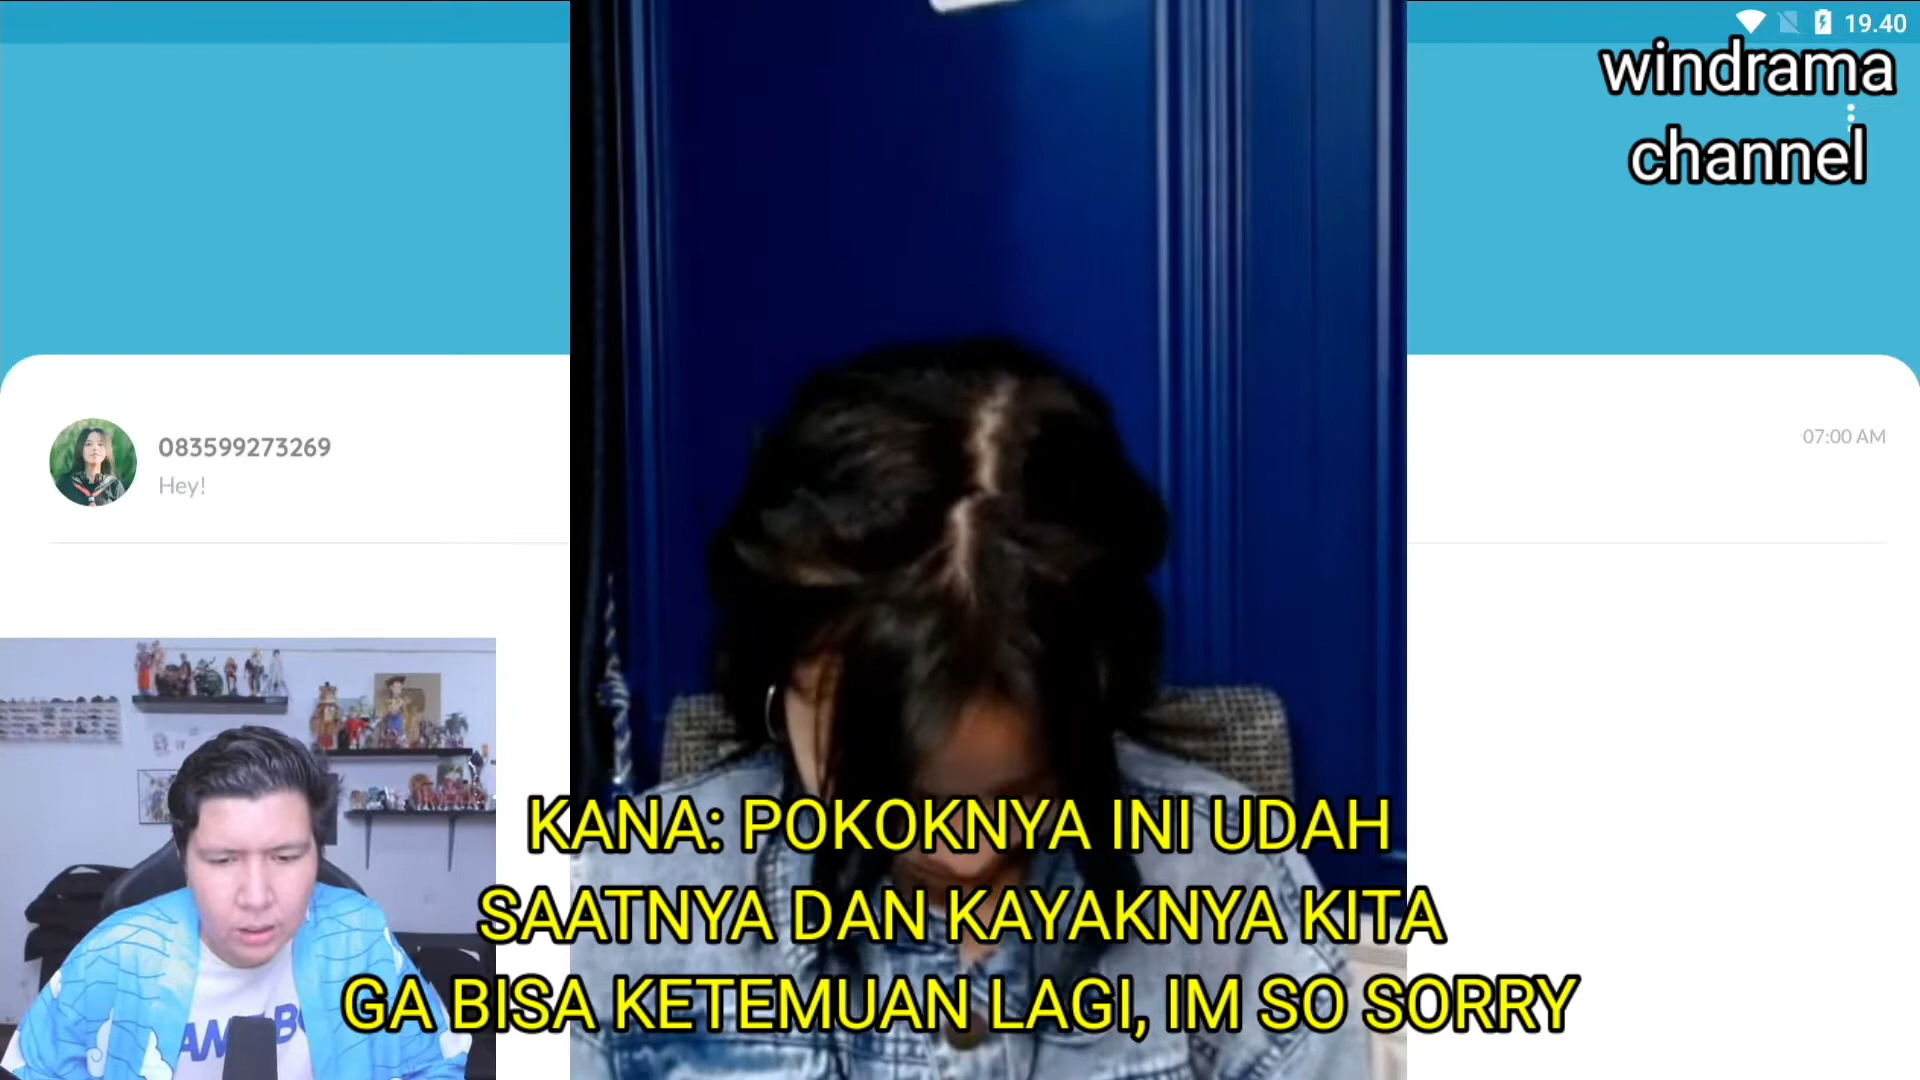 19.40
windrama
channel
083599273269
07:00 AM
Hey!
KANA: POKOKNYA INI UDAH
SAATNYA DAN KAYAKNYA KITA
GA BISA KETEMUAN LAGI, IM SO SORRY